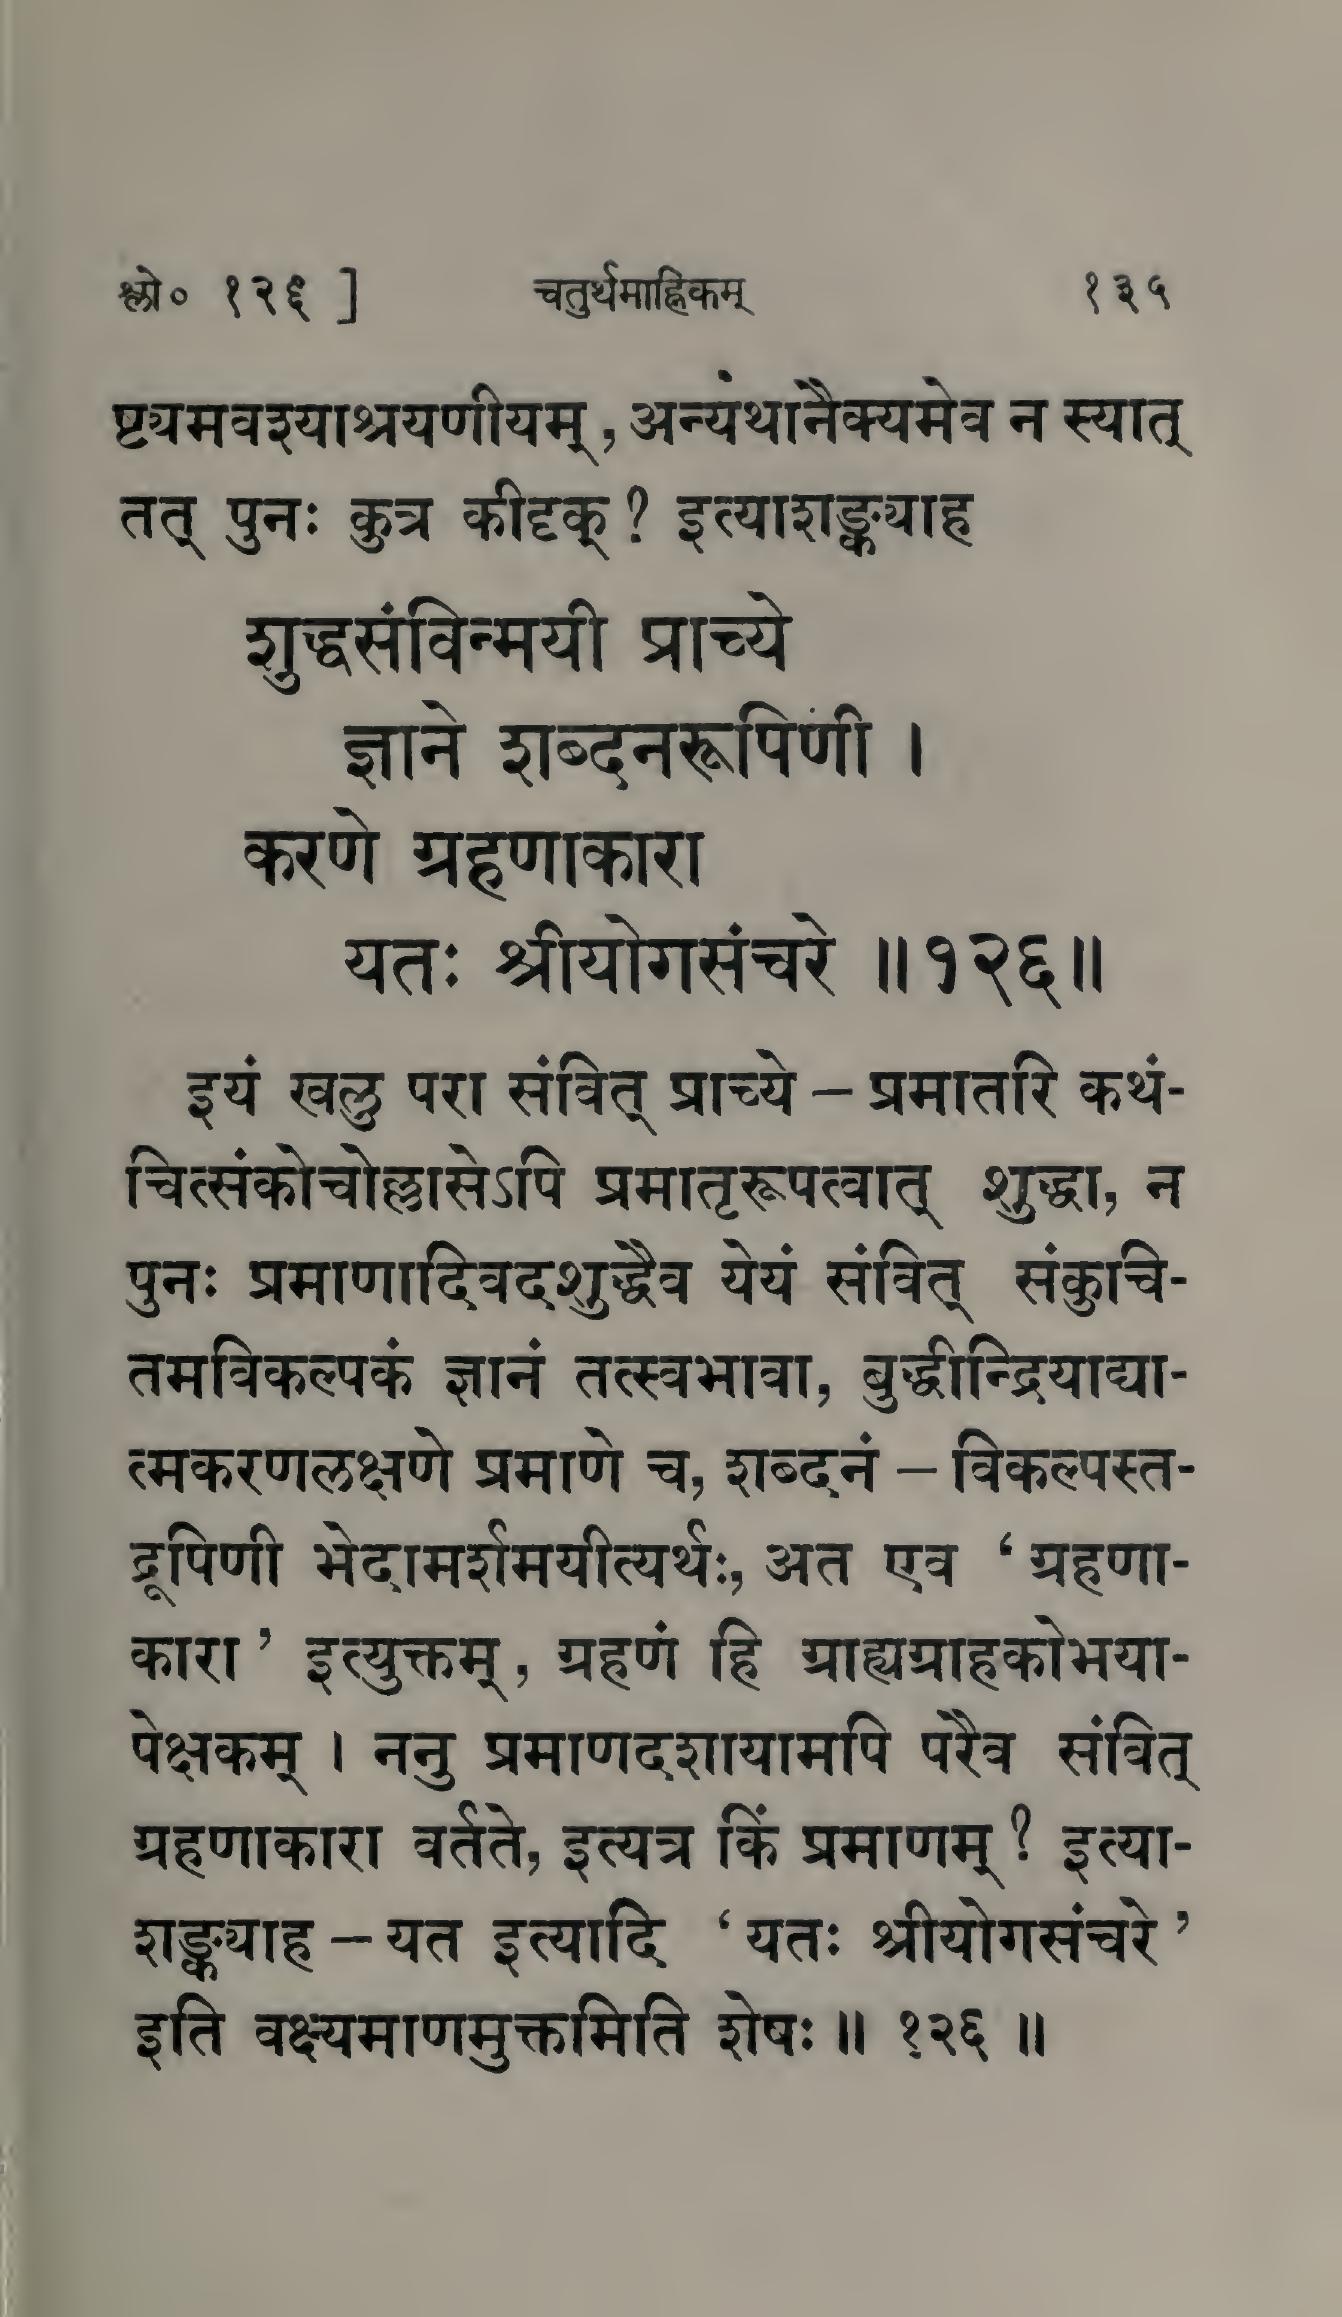 श्लो० १२६ ] चतुर्थमाह्निकम् १३५
ष्ट्यमवश्याश्रयणीयम्, अन्यंथानैक्यमेव न स्यात्
तत् पुनः कुत्र कीदृक्? इत्याशङ्क्याह
शुद्धसंविन्मयी प्राच्ये
ज्ञाने शब्दनरूपिणी ।
करणे ग्रहणाकारा
यतः श्रीयोगसंचरे ॥१२६॥
इयं खलु परा संवित् प्राच्ये – प्रमातरि कथं-
चित्संकोचोल्लासेऽपि प्रमातृरूपत्वात् शुद्धा, न
पुनः प्रमाणादिवदशुद्धैव येयं संवित् संकुचि-
तमविकल्पकं ज्ञानं तत्स्वभावा, बुद्धीन्द्रियाद्या-
त्मकरणलक्षणे प्रमाणे च, शब्दनं – विकल्पस्त-
द्रूपिणी भेदामर्शमयीत्यर्थः, अत एव ‘ ग्रहणा-
कारा ’ इत्युक्तम्, ग्रहणं हि ग्राह्यग्राहकोभया-
पेक्षकम् । ननु प्रमाणदशायामपि परैव संवित्
ग्रहणाकारा वर्तते, इत्यत्र किं प्रमाणम्? इत्या-
शङ्क्याह – यत इत्यादि ‘ यतः श्रीयोगसंचरे ’
इति वक्ष्यमाणमुक्तमिति शेषः ॥ १२६ ॥